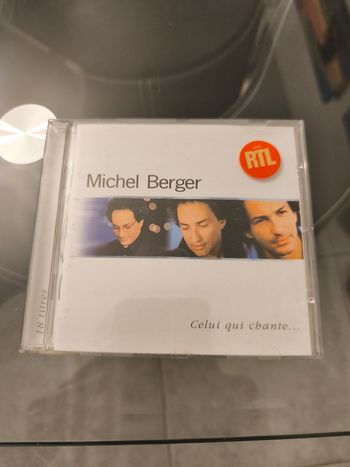 RTL
Michel Berger
Celui qui chante...
18 titres